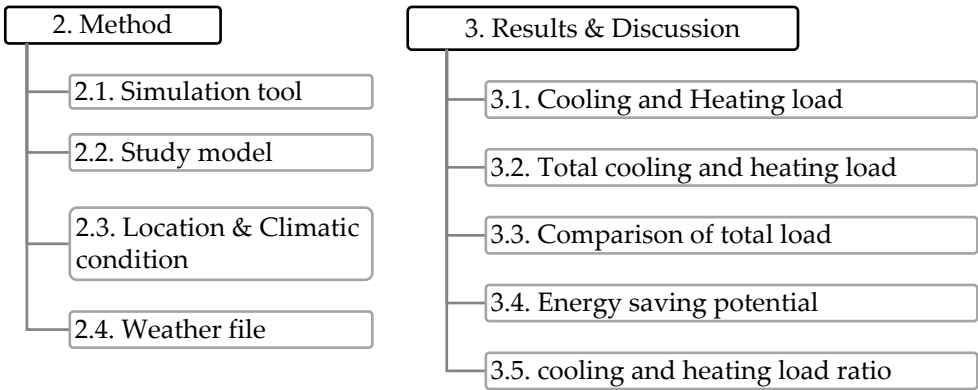 2. Method
2.1. Simulation tool
2.2. Study model
2.3. Location & Climatic
condition
2.4. Weather file
3. Results & Discussion
3.1. Cooling and Heating load
3.2. Total cooling and heating load
3.3. Comparison of total load
3.4. Energy saving potential
3.5. cooling and heating load ratio